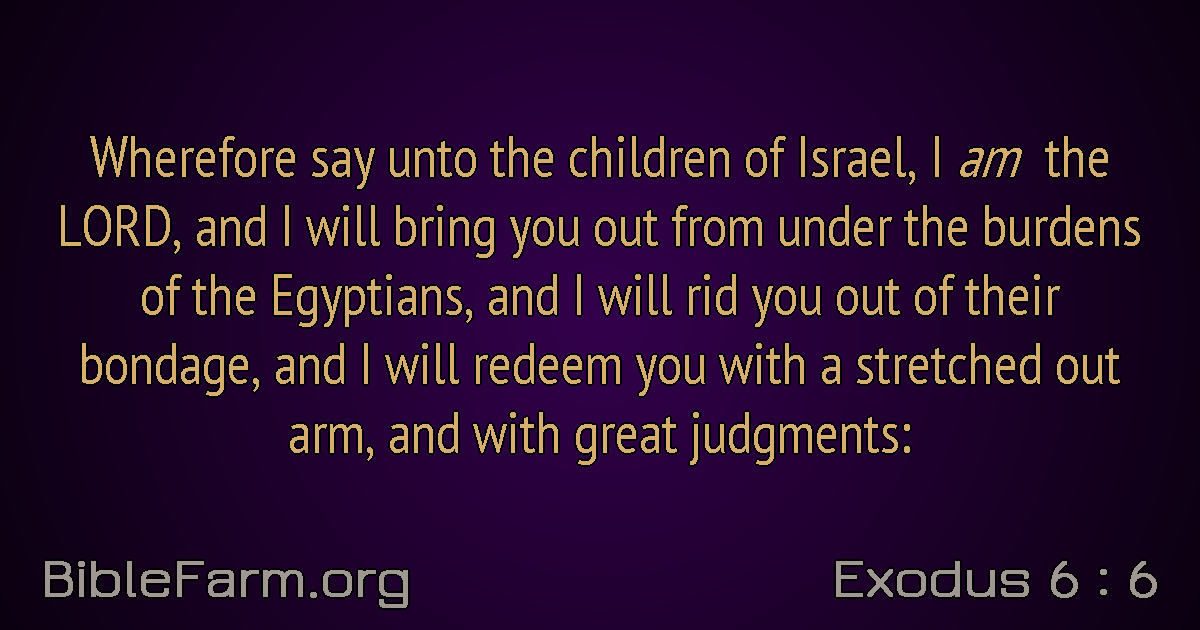 Wherefore say unto the children of Israel, I am the
LORD, and I will bring you out from under the burdens
of the Egyptians, and I will rid you out of their
bondage, and I will redeem you with a stretched out
arm, and with great judgments:
BibleFarm.org
Exodus 6 : 6